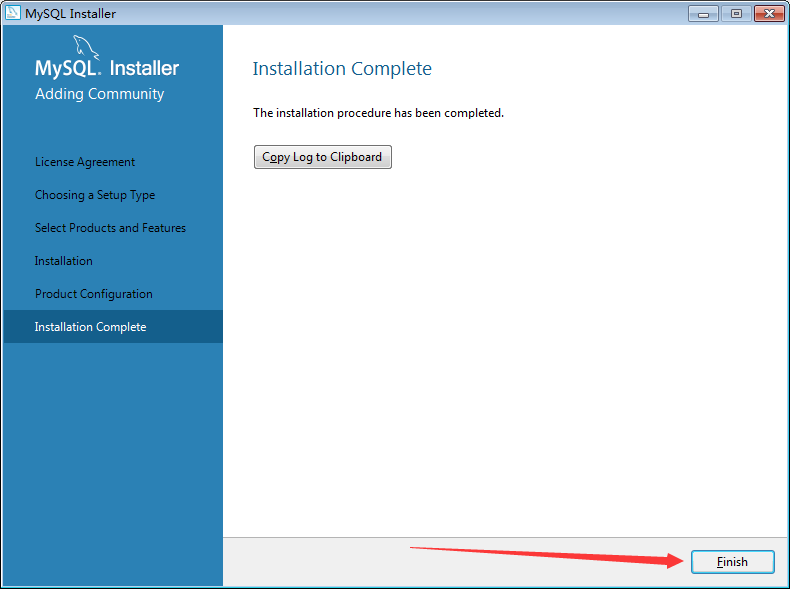 MySQL Installer
MySQL. Installer
Adding Community
License Agreement
Choosing a Setup Type
Select Products and Features
Installation
Product Configuration
Installation Complete
Installation Complete
The installation procedure has been completed.
Copy Log to Clipboard
Finish